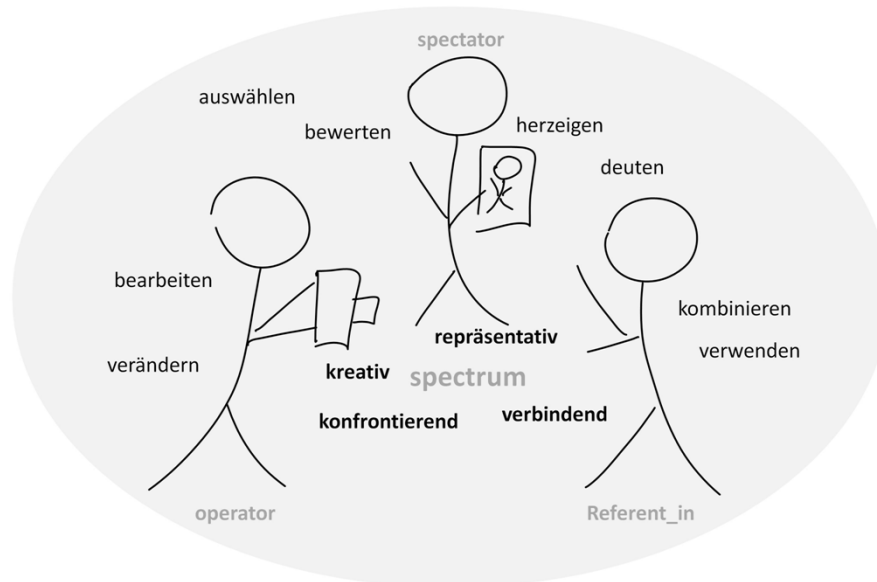 spectator
auswählen
bewerten
herzeigen
deuten
bearbeiten
kombinieren
repräsentativ
verwenden
verändern
kreativ
spectrum
konfrontierend
verbindend
operator
Referent_in